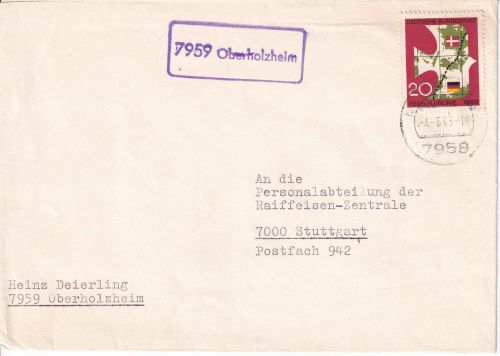 7959 Oberholzheim
DEUTSCHE BUNDESPOST
20
VOGELFLUGLINIE 1963
7958
An die
Personalabteilung der
Raiffeisen-Zentrale
7000 Stuttgart
Postfach 942
Heinz Deierling
7959 Oberholzheim